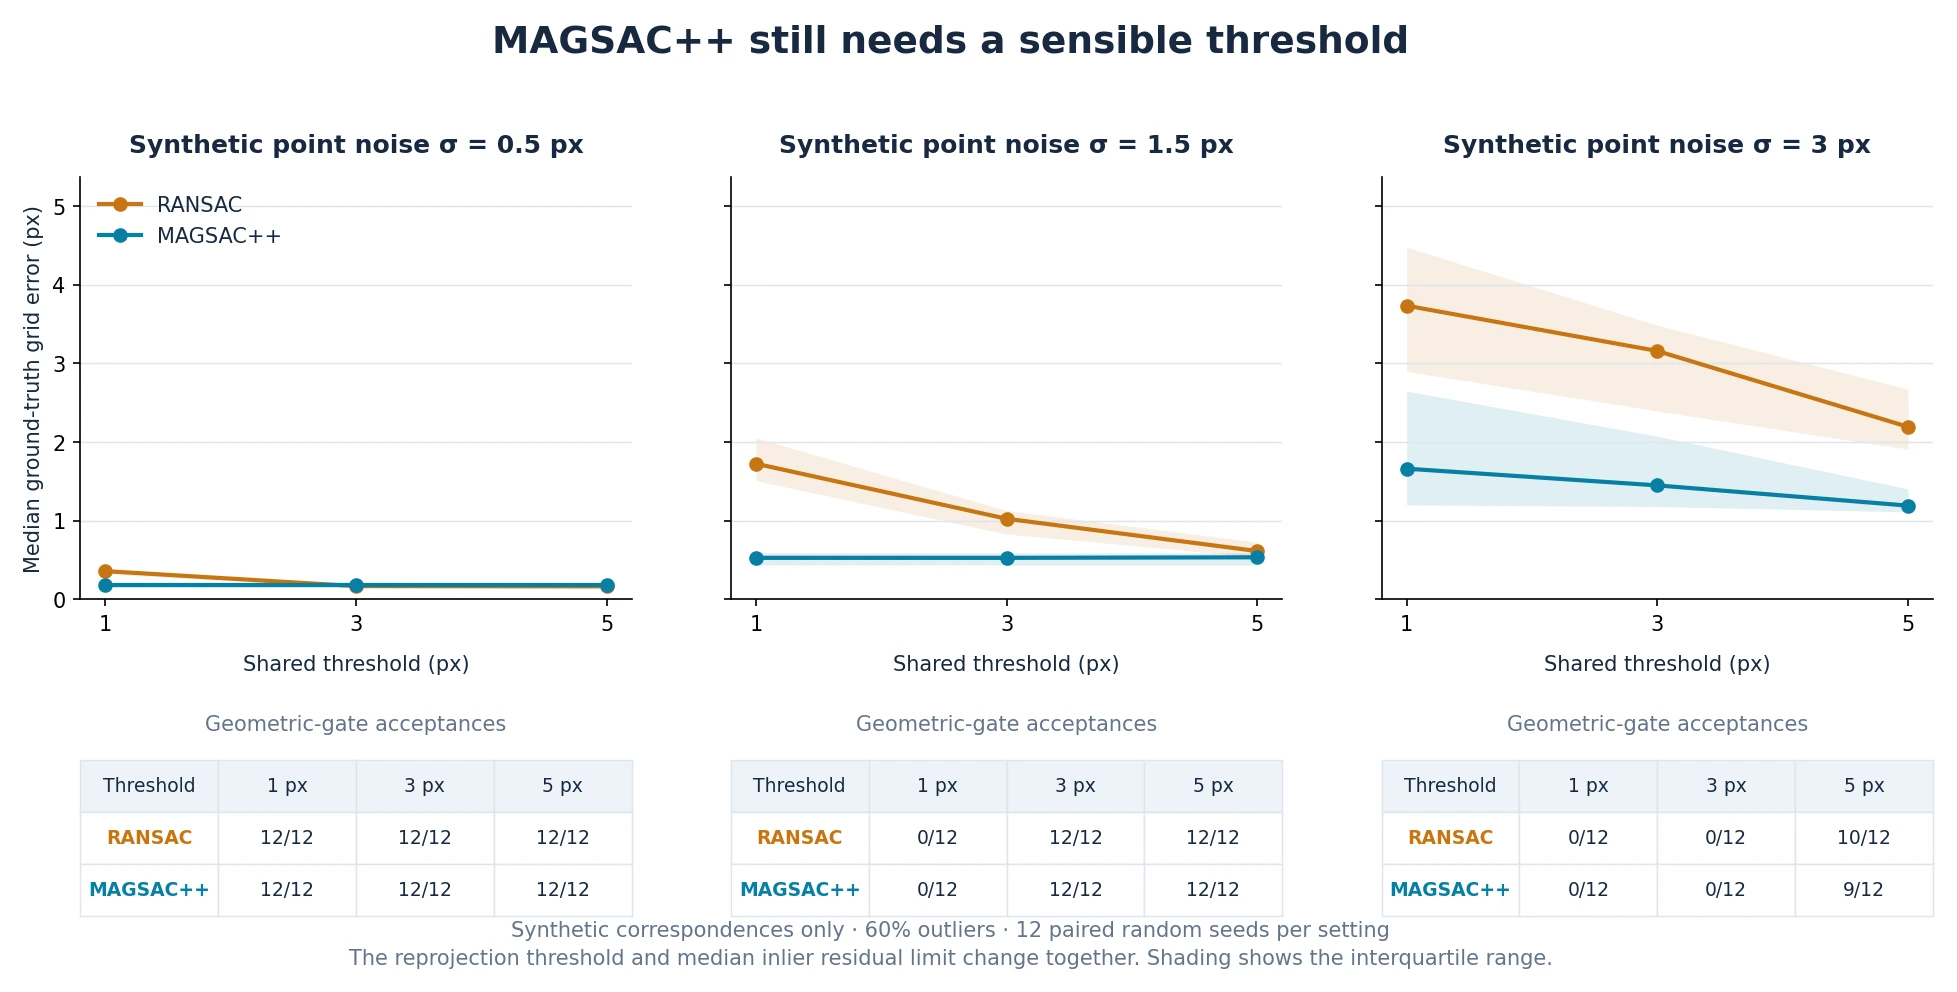 MAGSAC++ still needs a sensible threshold
Synthetic point noise σ = 0.5 px
Synthetic point noise σ = 1.5 px
Synthetic point noise σ = 3 px
Median ground-truth grid error (px)
5
4
3
2
1
0
RANSAC
MAGSAC++
1 3 5
1 3 5
1 3 5
Shared threshold (px)
Shared threshold (px)
Shared threshold (px)
Geometric-gate acceptances
Threshold 1 px 3 px 5 px
RANSAC 12/12 12/12 12/12
MAGSAC++ 12/12 12/12 12/12
Geometric-gate acceptances
Threshold 1 px 3 px 5 px
RANSAC 0/12 12/12 12/12
MAGSAC++ 0/12 12/12 12/12
Geometric-gate acceptances
Threshold 1 px 3 px 5 px
RANSAC 0/12 0/12 10/12
MAGSAC++ 0/12 0/12 9/12
Synthetic correspondences only · 60% outliers · 12 paired random seeds per setting
The reprojection threshold and median inlier residual limit change together. Shading shows the interquartile range.